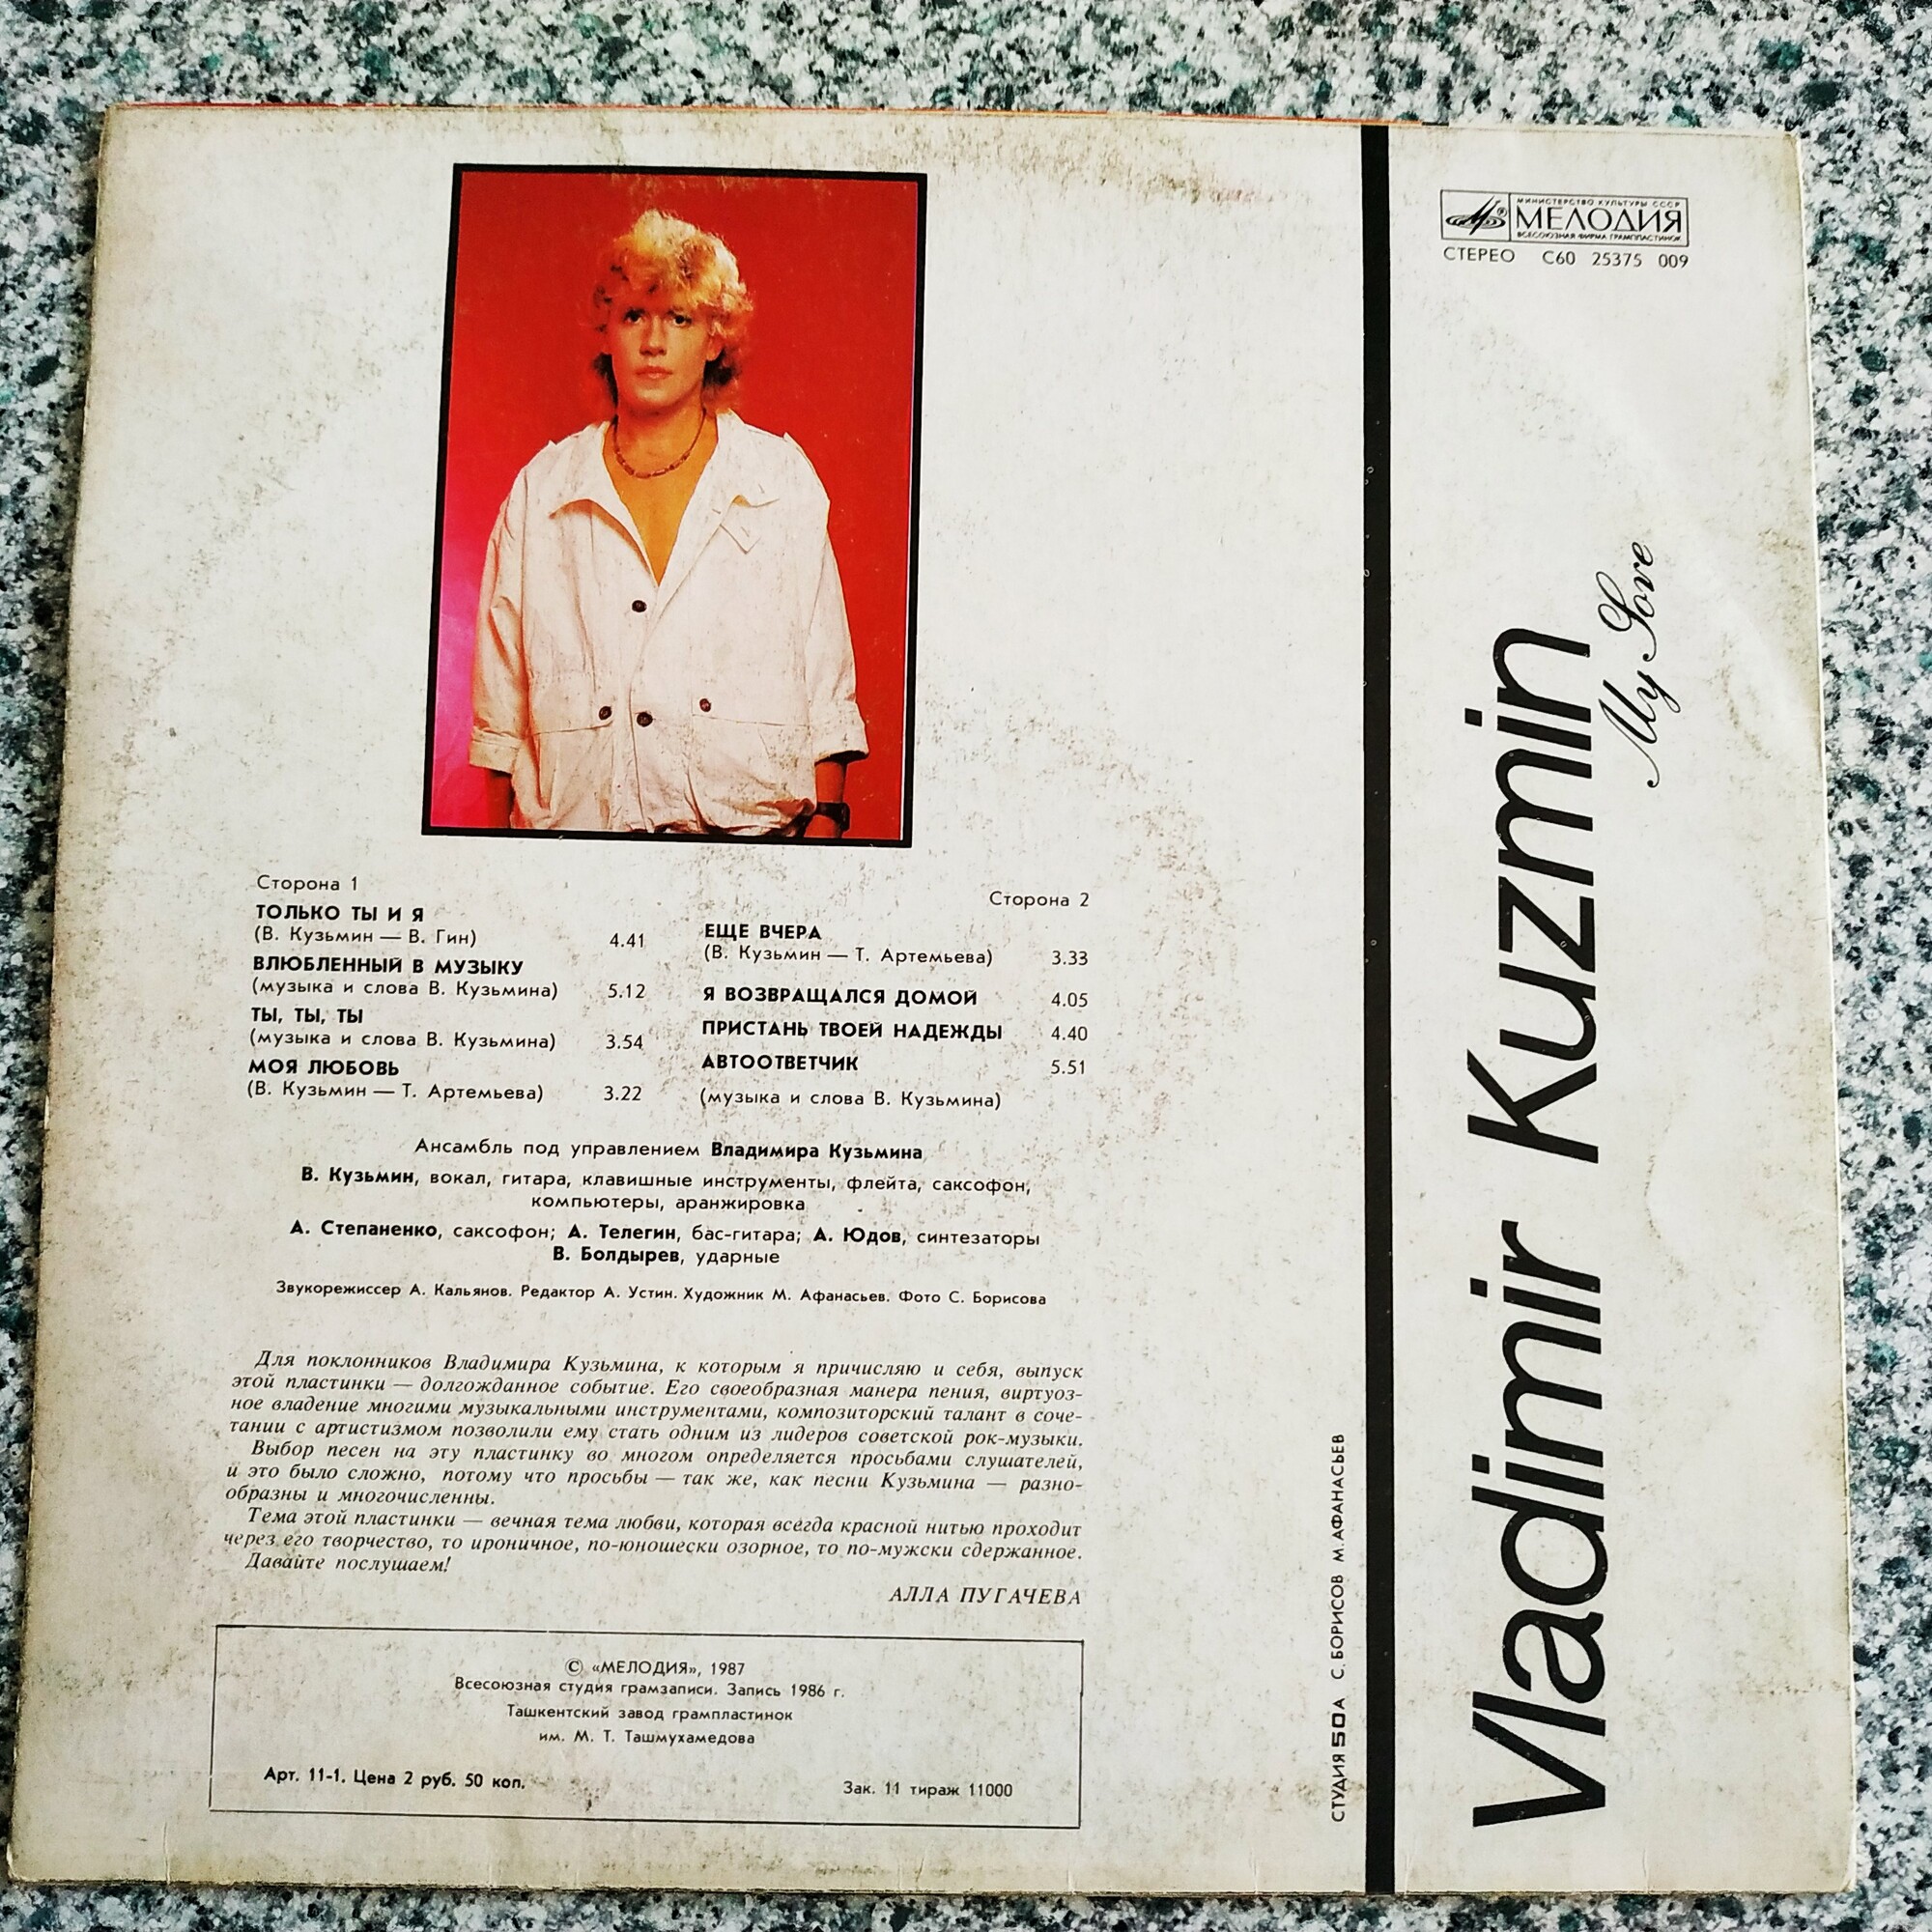 МИНИСТЕРСТВО КУЛЬТУРЫ СССР
МЕЛОДИЯ
ВСЕСОЮЗНАЯ ФИРМА ГРАМПЛАСТИНОК
СТЕРЕО С60 25375 009
Vladimir Kuzmin
My Love
Сторона 1
ТОЛЬКО ТЫ И Я
(В. Кузьмин — В. Гин) 4.41
ВЛЮБЛЕННЫЙ В МУЗЫКУ
(музыка и слова В. Кузьмина) 5.12
ТЫ, ТЫ, ТЫ
(музыка и слова В. Кузьмина) 3.54
МОЯ ЛЮБОВЬ
(В. Кузьмин — Т. Артемьева) 3.22
Сторона 2
ЕЩЕ ВЧЕРА
(В. Кузьмин — Т. Артемьева) 3.33
Я ВОЗВРАЩАЛСЯ ДОМОЙ 4.05
ПРИСТАНЬ ТВОЕЙ НАДЕЖДЫ 4.40
АВТООТВЕТЧИК 5.51
(музыка и слова В. Кузьмина)
Ансамбль под управлением Владимира Кузьмина
В. Кузьмин, вокал, гитара, клавишные инструменты, флейта, саксофон,
компьютеры, аранжировка
А. Степаненко, саксофон; А. Телегин, бас-гитара; А. Юдов, синтезаторы
В. Болдырев, ударные
Звукорежиссер А. Кальянов. Редактор А. Устин. Художник М. Афанасьев. Фото С. Борисова
Для поклонников Владимира Кузьмина, к которым я причисляю и себя, выпуск
этой пластинки — долгожданное событие. Его своеобразная манера пения, виртуоз-
ное владение многими музыкальными инструментами, композиторский талант в соче-
тании с артистизмом позволили ему стать одним из лидеров советской рок-музыки.
Выбор песен на эту пластинку во многом определяется просьбами слушателей,
и это было сложно, потому что просьбы — так же, как песни Кузьмина — разно-
образны и многочисленны.
Тема этой пластинки — вечная тема любви, которая всегда красной нитью проходит
через его творчество, то ироничное, по-юношески озорное, то по-мужски сдержанное.
Давайте послушаем!
АЛЛА ПУГАЧЕВА
© «МЕЛОДИЯ», 1987
Всесоюзная студия грамзаписи. Запись 1986 г.
Ташкентский завод грампластинок
им. М. Т. Ташмухамедова
Арт. 11-1. Цена 2 руб. 50 коп.
Зак. 11 тираж 11000
СТУДИЯ 50А С. БОРИСОВ М. АФАНАСЬЕВ